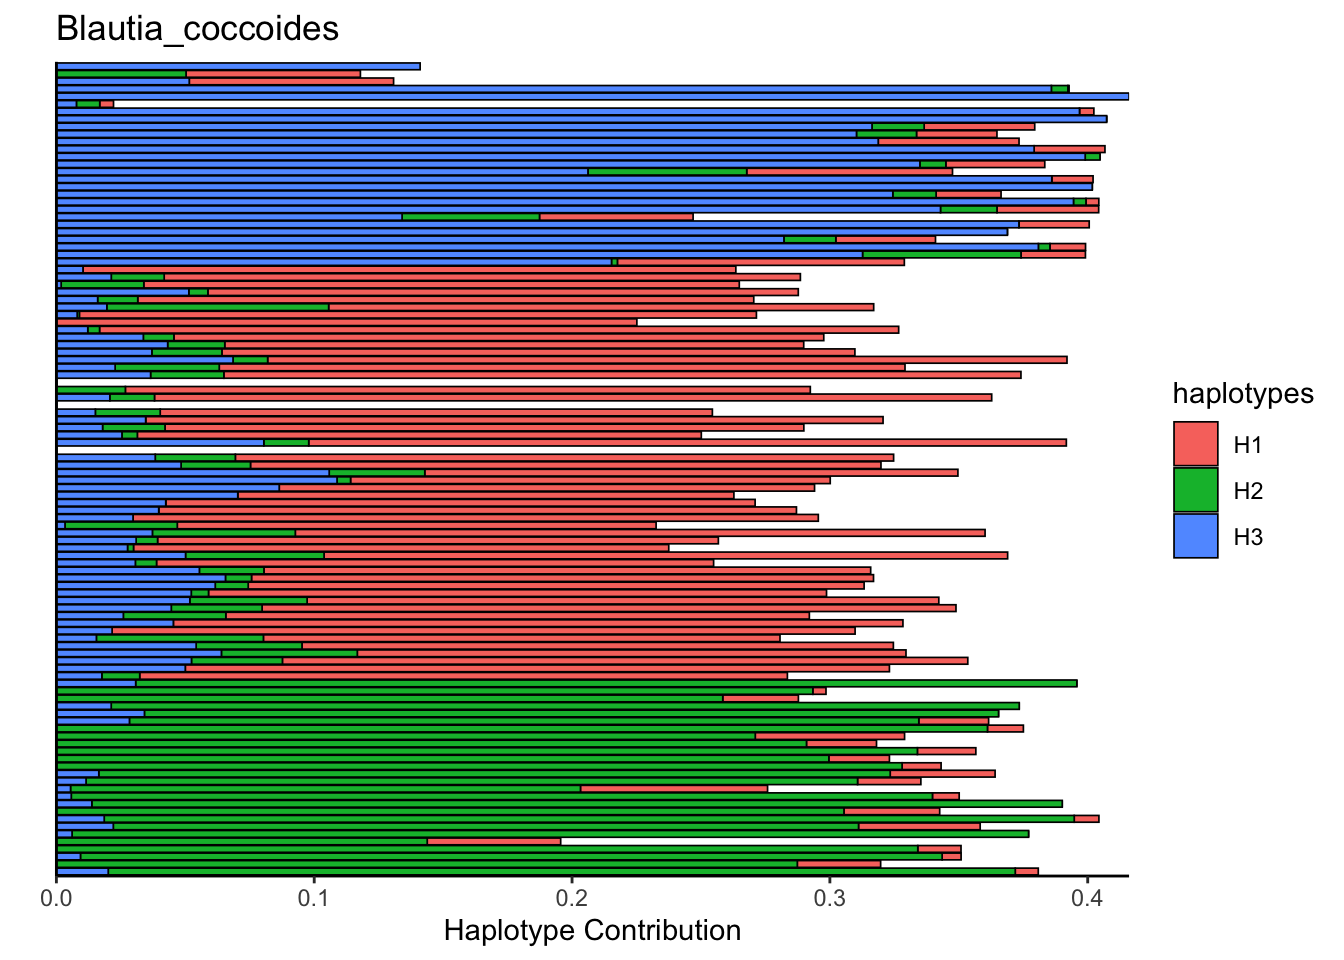 Blautia_coccoides
haplotypes
H1
H2
H3
0.0 0.1 0.2 0.3 0.4
Haplotype Contribution